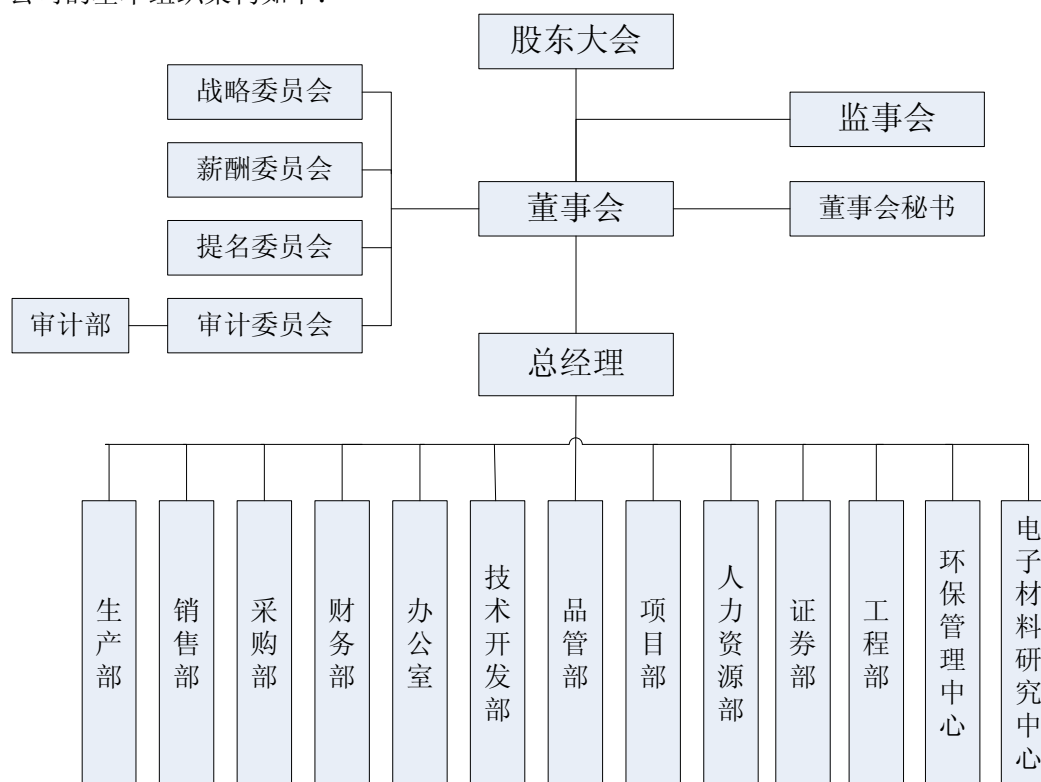 股东大会
战略委员会
监事会
薪酬委员会
董事会
董事会秘书
提名委员会
审计部
审计委员会
总经理
生产部
销售部
采购部
财务部
办公室
技术开发部
品管部
项目部
人力资源部
证券部
工程部
环保管理中心
电子材料研究中心